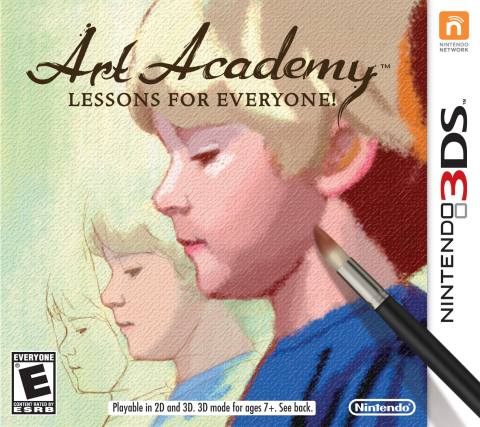 Art Academy™
LESSONS FOR EVERYONE!
NINTENDO
NETWORK
NINTENDO 3DS™
EVERYONE
E
CONTENT RATED BY
ESRB
Playable in 2D and 3D. 3D mode for ages 7+. See back.
Nintendo